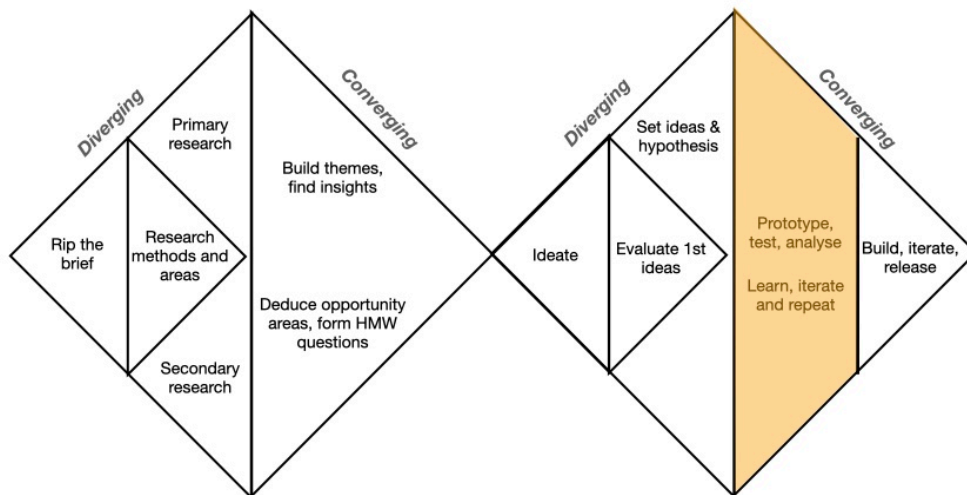 Diverging
Converging
Primary
research
Rip the
brief
Research
methods and
areas
Secondary
research
Build themes,
find insights
Deduce opportunity
areas, form HMW
questions
Diverging
Converging
Set ideas &
hypothesis
Ideate
Evaluate 1st
ideas
Prototype,
test, analyse
Learn, iterate
and repeat
Build, iterate,
release